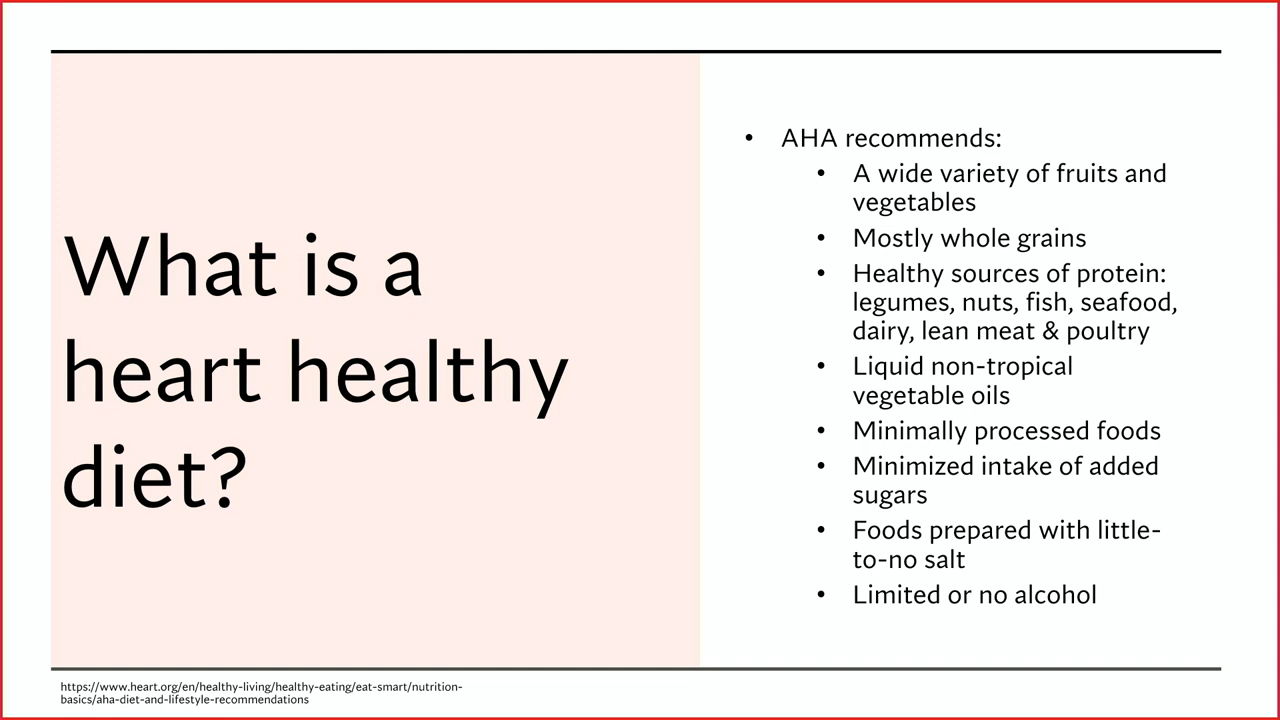 What is a
heart healthy
diet?
• AHA recommends:
• A wide variety of fruits and
vegetables
• Mostly whole grains
• Healthy sources of protein:
legumes, nuts, fish, seafood,
dairy, lean meat & poultry
• Liquid non-tropical
vegetable oils
• Minimally processed foods
• Minimized intake of added
sugars
• Foods prepared with little-
to-no salt
• Limited or no alcohol
https://www.heart.org/en/healthy-living/healthy-eating/eat-smart/nutrition-
basics/aha-diet-and-lifestyle-recommendations